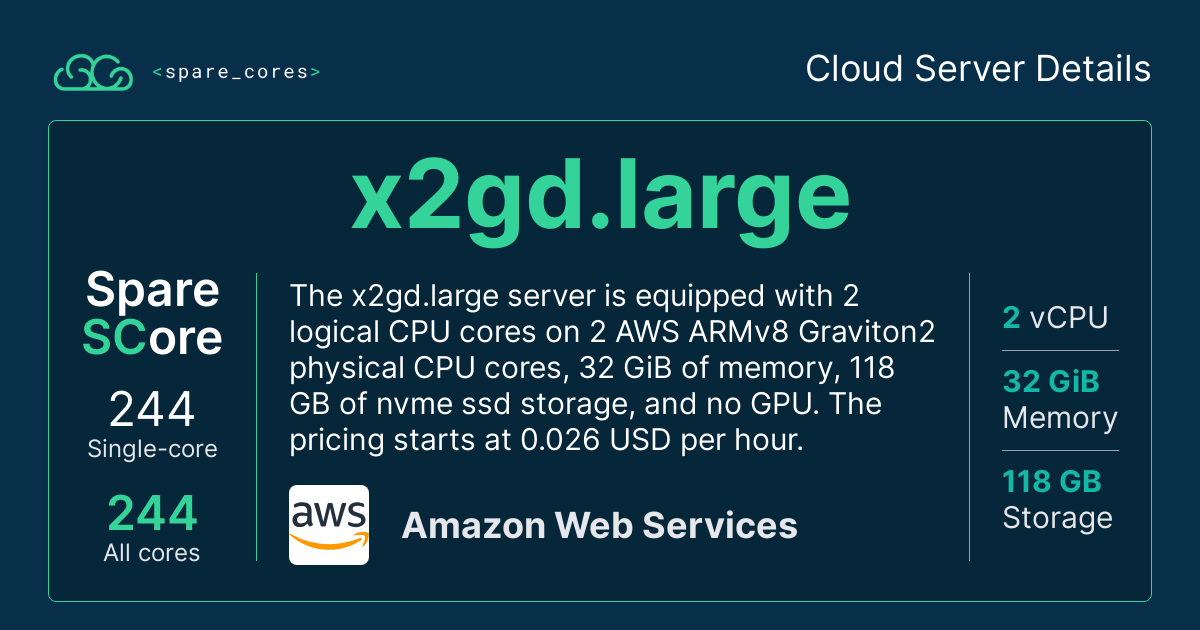 <spare_cores>
Cloud Server Details
x2gd.large
Spare
SCore
244
Single-core
244
All cores
The x2gd.large server is equipped with 2
logical CPU cores on 2 AWS ARMv8 Graviton2
physical CPU cores, 32 GiB of memory, 118
GB of nvme ssd storage, and no GPU. The
pricing starts at 0.026 USD per hour.
aws
Amazon Web Services
2 vCPU
32 GiB
Memory
118 GB
Storage